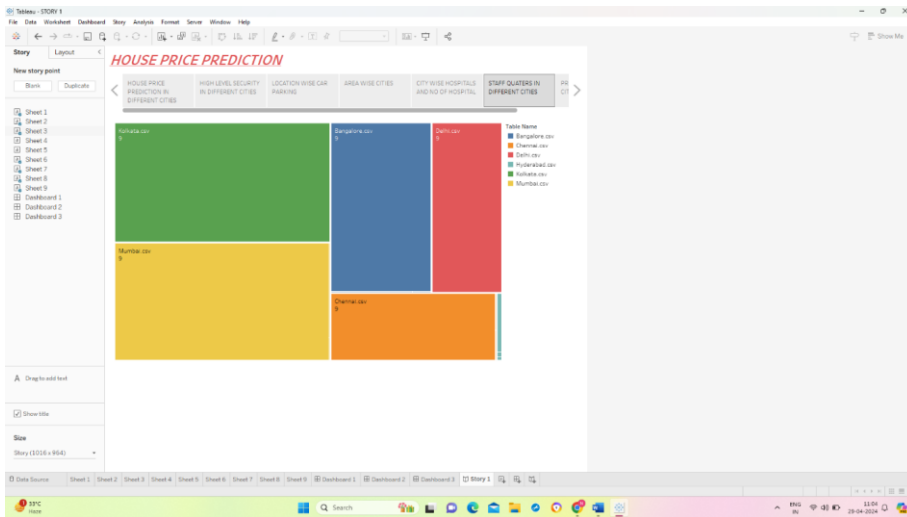 Tableau - STORY 1
File Data Worksheet Dashboard Story Analysis Format Server Window Help
Show Me
Story Layout
New story point
Blank Duplicate
Sheet 1
Sheet 2
Sheet 3
Sheet 4
Sheet 5
Sheet 6
Sheet 7
Sheet 8
Sheet 9
Dashboard 1
Dashboard 2
Dashboard 3
A Drag to add text
Show title
Size
Story (1016 x 964)
HOUSE PRICE PREDICTION
HOUSE PRICE PREDICTION IN DIFFERENT CITIES
HIGH LEVEL SECURITY IN DIFFERENT CITIES
LOCATION WISE CAR PARKING
AREA WISE CITIES
CITY WISE HOSPITALS AND NO OF HOSPITAL
STAFF QUATERS IN DIFFERENT CITIES
Kolkata.csv
9
Bangalore.csv
9
Delhi.csv
9
Mumbai.csv
9
Chennai.csv
9
Table Name
Bangalore.csv
Chennai.csv
Delhi.csv
Hyderabad.csv
Kolkata.csv
Mumbai.csv
Data Source Sheet 1 Sheet 2 Sheet 3 Sheet 4 Sheet 5 Sheet 6 Sheet 7 Sheet 8 Sheet 9 Dashboard 1 Dashboard 2 Dashboard 3 Story 1
33°C
Haze
Search
ENG
IN
11:04
29-04-2024